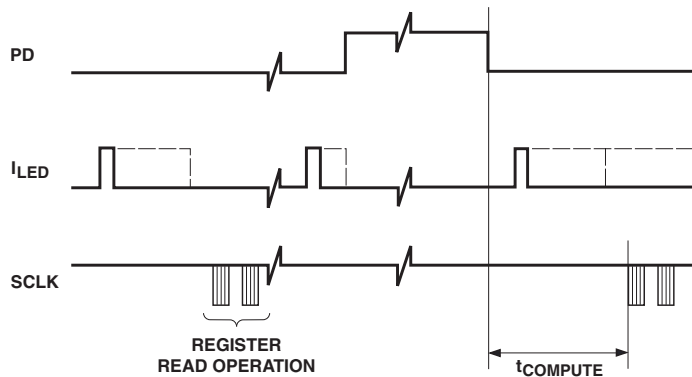 PD
ILED
SCLK
REGISTER
READ OPERATION
tCOMPUTE